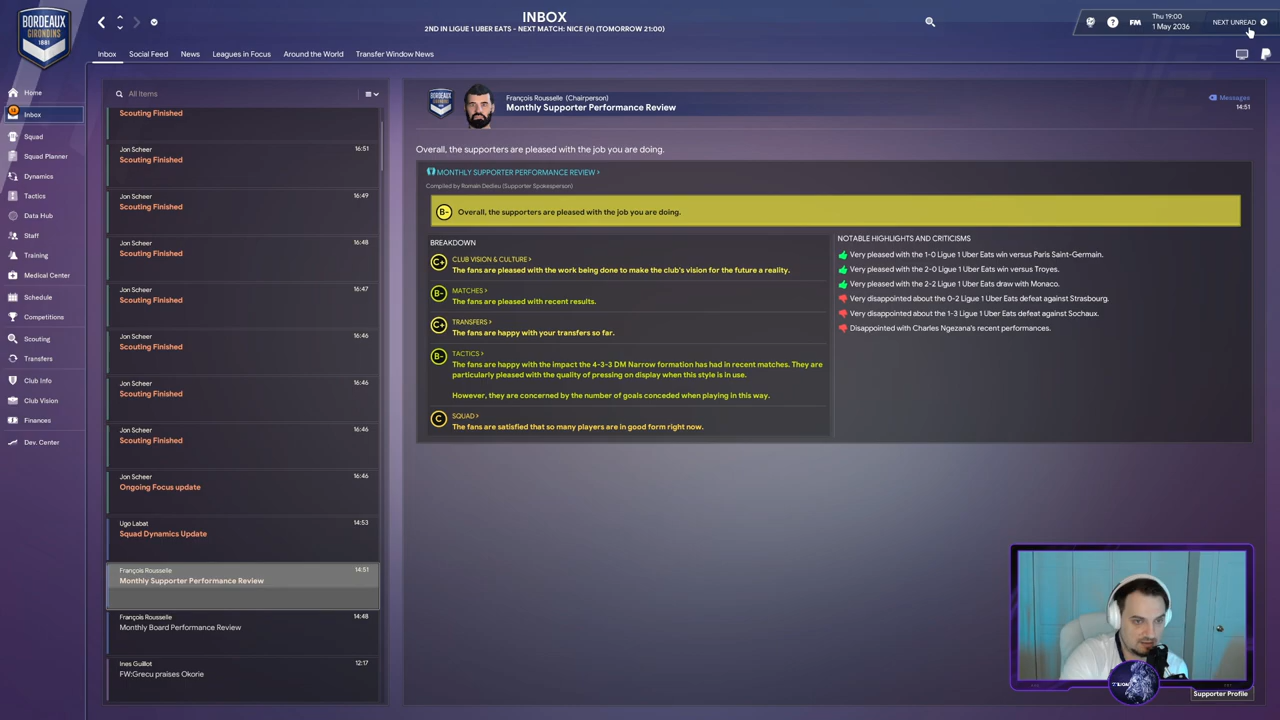 BORDEAUX
GIRONDINS
1881
INBOX
2ND IN LIGUE 1 UBER EATS - NEXT MATCH: NICE (H) (TOMORROW 21:00)
FM
Thu 19:00
1 May 2036
NEXT UNREAD
Inbox
Social Feed
News
Leagues in Focus
Around the World
Transfer Window News
Home
Inbox
Squad
Squad Planner
Dynamics
Tactics
Data Hub
Staff
Training
Medical Center
Schedule
Competitions
Scouting
Transfers
Club Info
Club Vision
Finances
Dev. Center
All Items
Scouting Finished
Jon Scheer 16:51
Scouting Finished
Jon Scheer 16:49
Scouting Finished
Jon Scheer 16:48
Scouting Finished
Jon Scheer 16:47
Scouting Finished
Jon Scheer 16:46
Scouting Finished
Jon Scheer 16:46
Scouting Finished
Jon Scheer 16:46
Scouting Finished
Jon Scheer 16:46
Ongoing Focus update
Ugo Labat 14:53
Squad Dynamics Update
François Rousselle 14:51
Monthly Supporter Performance Review
François Rousselle 14:48
Monthly Board Performance Review
Ines Guillot 12:17
FW:Grecu praises Okorie
François Rousselle (Chairperson)
Monthly Supporter Performance Review
Messages
14:51
Overall, the supporters are pleased with the job you are doing.
MONTHLY SUPPORTER PERFORMANCE REVIEW >
Compiled by Romain Dedieu (Supporter Spokesperson)
B- Overall, the supporters are pleased with the job you are doing.
BREAKDOWN
C+ CLUB VISION & CULTURE >
The fans are pleased with the work being done to make the club's vision for the future a reality.
B- MATCHES >
The fans are pleased with recent results.
C+ TRANSFERS >
The fans are happy with your transfers so far.
B- TACTICS >
The fans are happy with the impact the 4-3-3 DM Narrow formation has had in recent matches. They are
particularly pleased with the quality of pressing on display when this style is in use.
However, they are concerned by the number of goals conceded when playing in this way.
C SQUAD >
The fans are satisfied that so many players are in good form right now.
NOTABLE HIGHLIGHTS AND CRITICISMS
Very pleased with the 1-0 Ligue 1 Uber Eats win versus Paris Saint-Germain.
Very pleased with the 2-0 Ligue 1 Uber Eats win versus Troyes.
Very pleased with the 2-2 Ligue 1 Uber Eats draw with Monaco.
Very disappointed about the 0-2 Ligue 1 Uber Eats defeat against Strasbourg.
Very disappointed about the 1-3 Ligue 1 Uber Eats defeat against Sochaux.
Disappointed with Charles Ngezana's recent performances.
Supporter Profile